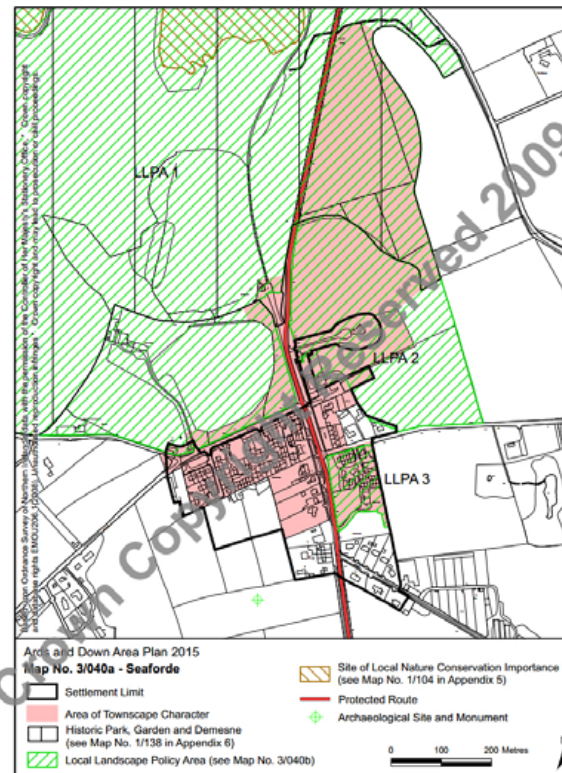 LLPA 1
LLPA 2
LLPA 3
Crown Copyright Reserved 2009
Ards and Down Area Plan 2015
Map No. 3/040a - Seaforde
Settlement Limit
Area of Townscape Character
Historic Park, Garden and Demesne
(see Map No. 1/138 in Appendix 6)
Local Landscape Policy Area (see Map No. 3/040b)
Site of Local Nature Conservation Importance
(see Map No. 1/104 in Appendix 5)
Protected Route
Archaeological Site and Monument
0 100 200 Metres